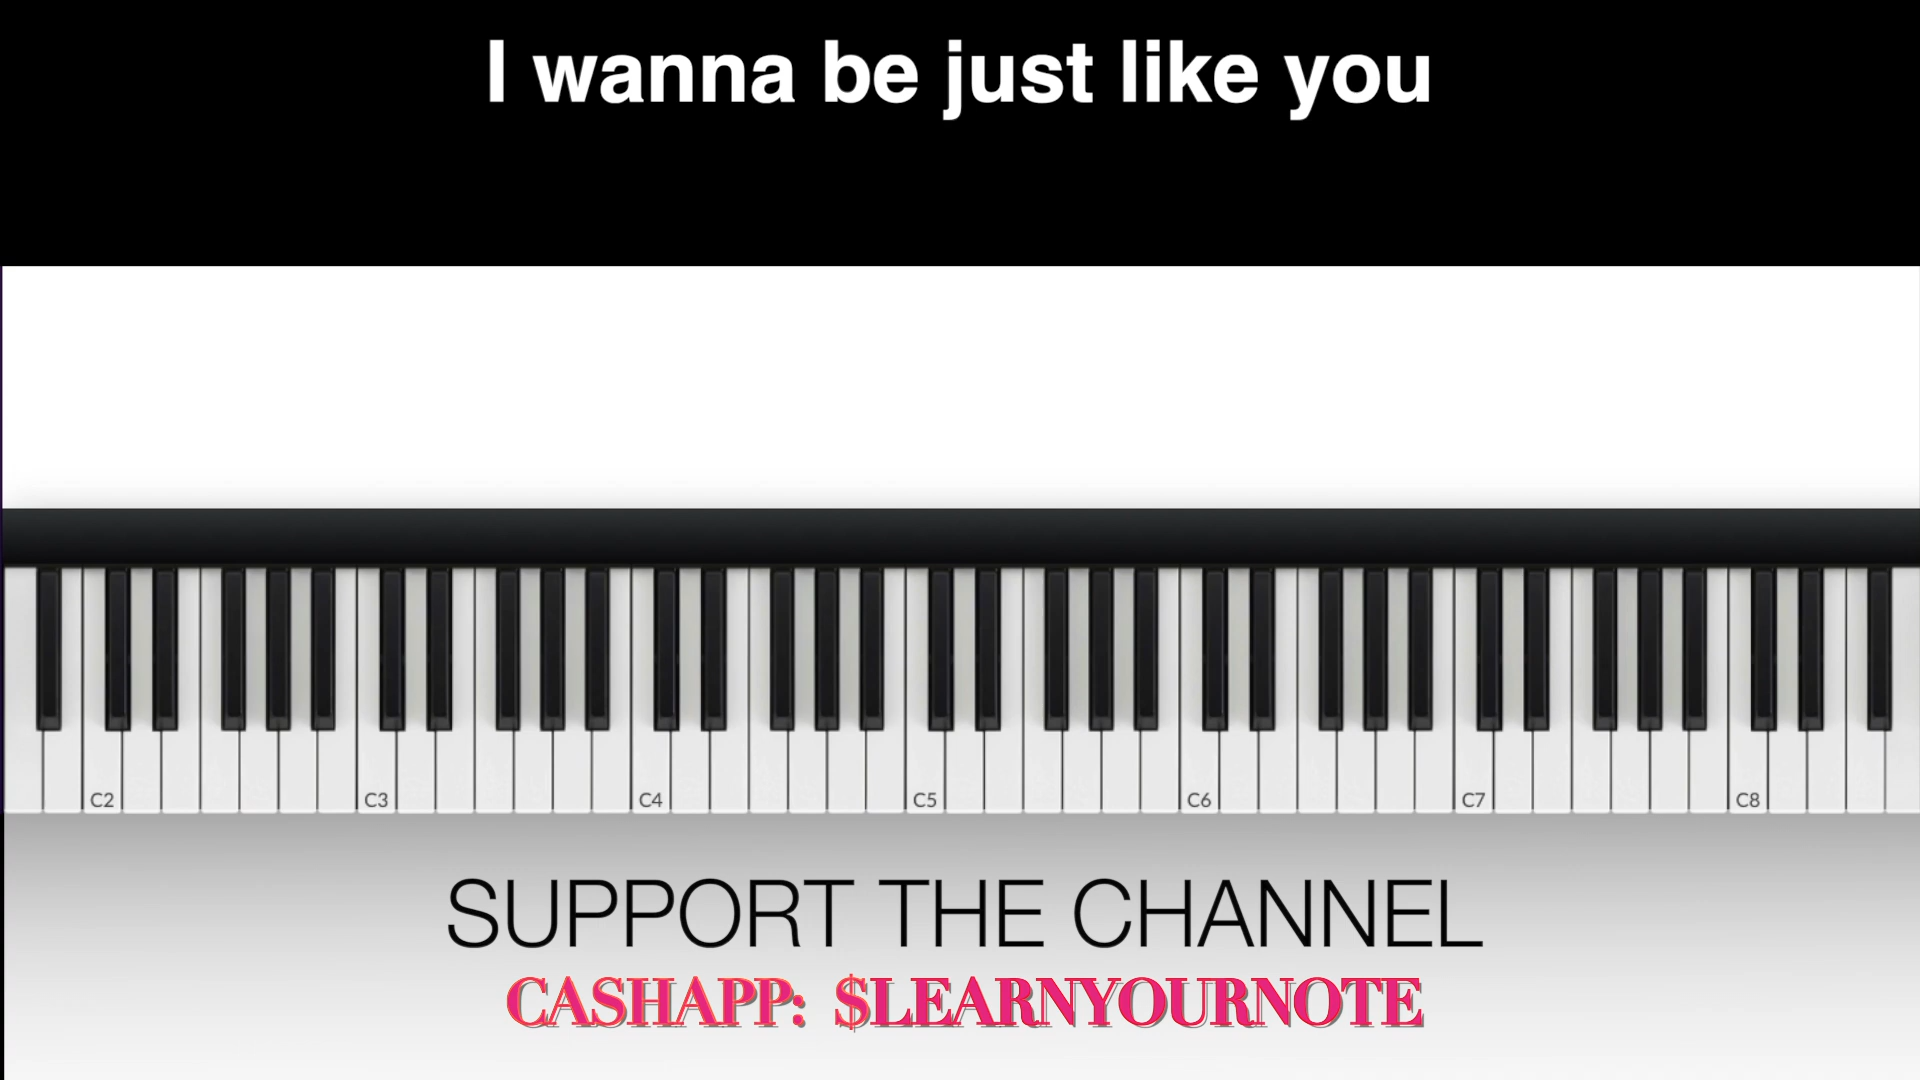 I wanna be just like you
C2 C3 C4 C5 C6 C7 C8
SUPPORT THE CHANNEL
CASHAPP: $LEARNYOURNOTE